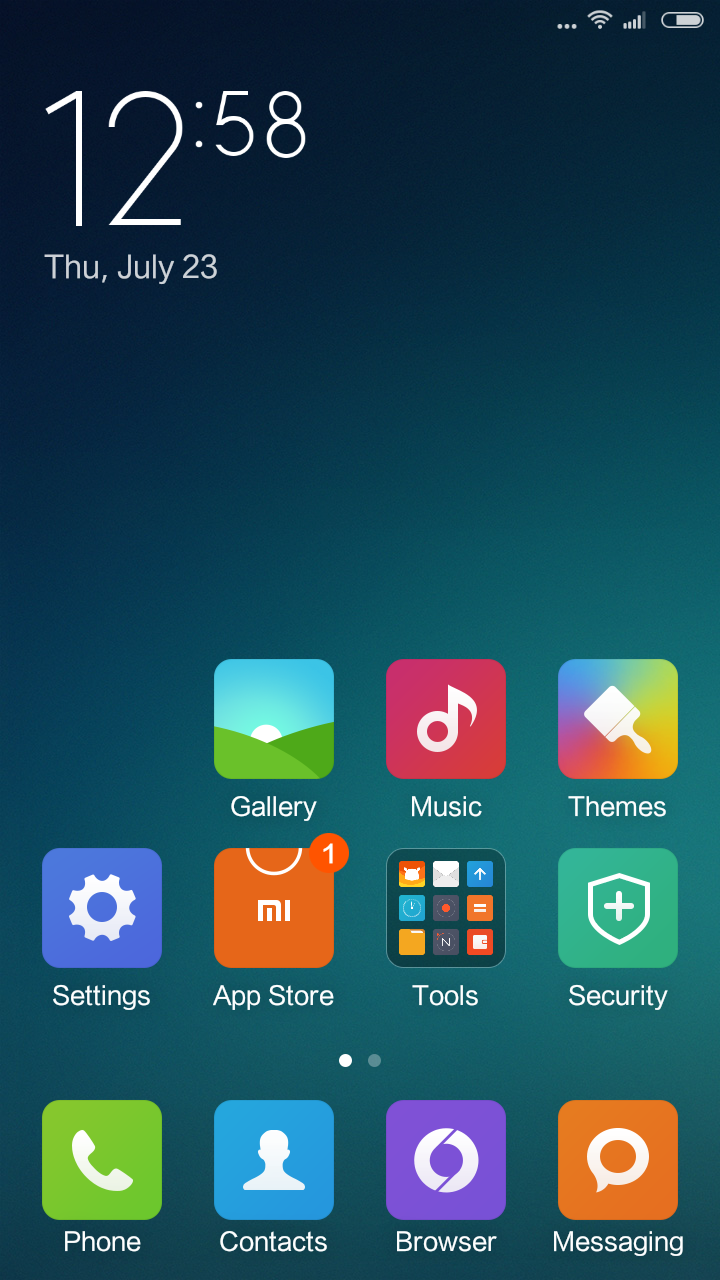 12:58
Thu, July 23
Gallery Music Themes
1
mi
N
Settings App Store Tools Security
Phone Contacts Browser Messaging